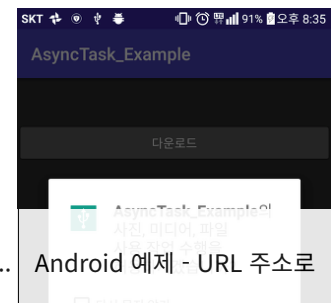 SKT 91% 오후 8:35
AsyncTask_Example
다운로드
AsyncTask_Example의
사진, 미디어, 파일
.. Android 예제 - URL 주소로